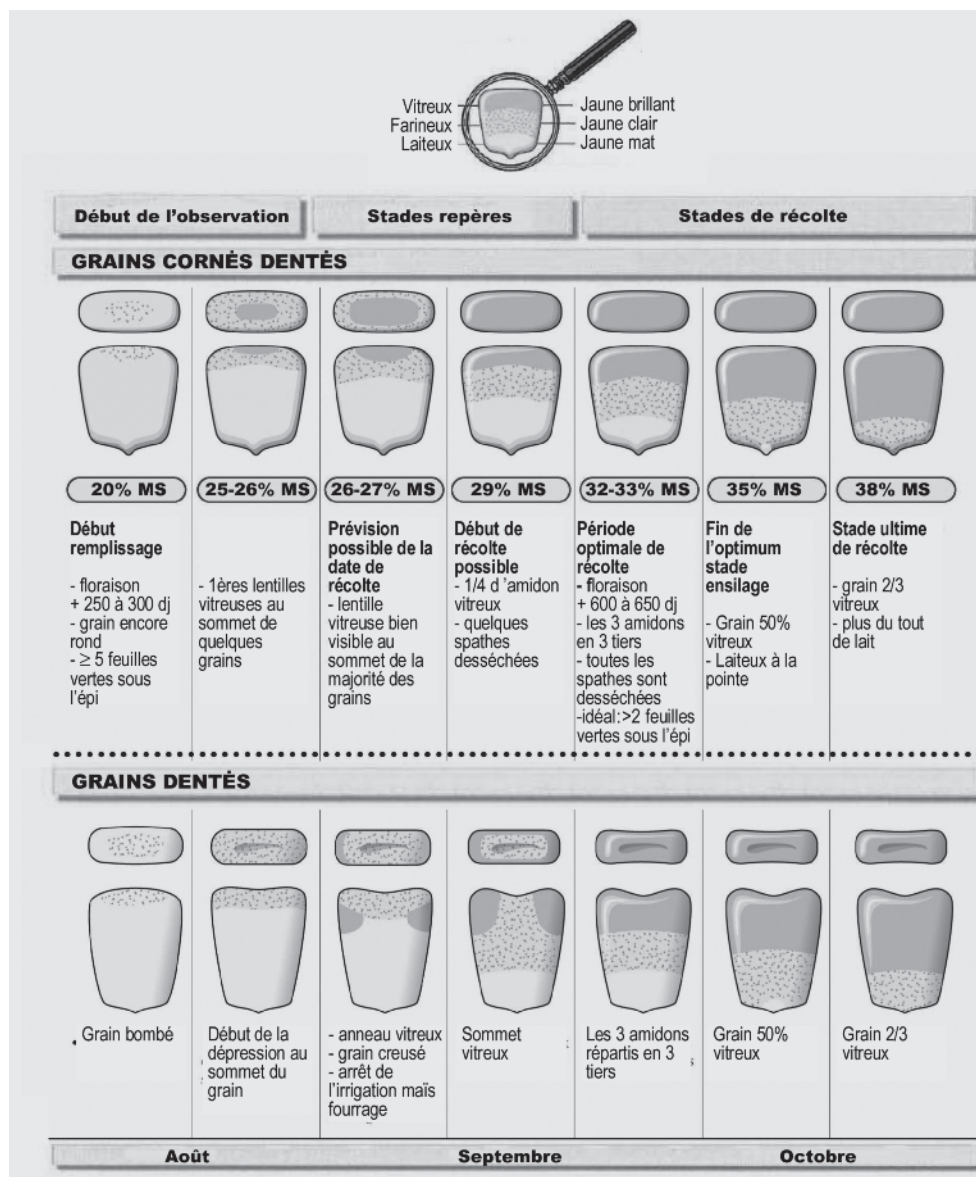 Vitreux
Farineux
Laiteux
Jaune brillant
Jaune clair
Jaune mat
Début de l'observation
Stades repères
Stades de récolte
GRAINS CORNÉS DENTÉS
20% MS
25-26% MS
26-27% MS
29% MS
32-33% MS
35% MS
38% MS
Début
remplissage
- floraison
+ 250 à 300 dj
- grain encore
rond
- ≥ 5 feuilles
vertes sous
l'épi
- 1ères lentilles
vitreuses au
sommet de
quelques
grains
Prévision
possible de la
date de
récolte
- lentille
vitreuse bien
visible au
sommet de la
majorité des
grains
Début de
récolte
possible
- 1/4 d 'amidon
vitreux
- quelques
spathes
desséchées
Période
optimale de
récolte
- floraison
+ 600 à 650 dj
- les 3 amidons
en 3 tiers
- toutes les
spathes sont
desséchées
-idéal:>2 feuilles
vertes sous l'épi
Fin de
l'optimum
stade
ensilage
- Grain 50%
vitreux
- Laiteux à la
pointe
Stade ultime
de récolte
- grain 2/3
vitreux
- plus du tout
de lait
GRAINS DENTÉS
Grain bombé
Début de la
dépression au
sommet du
grain
- anneau vitreux
- grain creusé
- arrêt de
l'irrigation maïs
fourrage
Sommet
vitreux
Les 3 amidons
répartis en 3
tiers
Grain 50%
vitreux
Grain 2/3
vitreux
Août
Septembre
Octobre